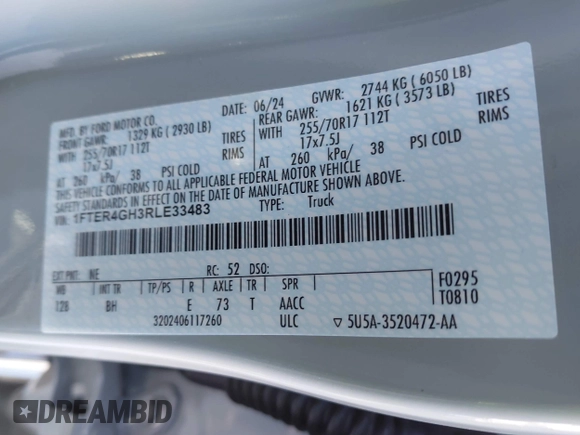 MFD. BY FORD MOTOR CO. DATE: 06/24 GVWR: 2744 KG ( 6050 LB)
FRONT GAWR: 1329 KG ( 2930 LB) REAR GAWR: 1621 KG ( 3573 LB)
WITH 255/70R17 112T TIRES WITH 255/70R17 112T TIRES
17x7.5J RIMS 17x7.5J RIMS
AT 260 kPa/ 38 PSI COLD AT 260 kPa/ 38 PSI COLD
THIS VEHICLE CONFORMS TO ALL APPLICABLE FEDERAL MOTOR VEHICLE
SAFETY STANDARDS IN EFFECT ON THE DATE OF MANUFACTURE SHOWN ABOVE.
VIN: 1FTER4GH3RLE33483 TYPE: Truck
EXT PNT: NE RC: 52 DSO: F0295
WB INT TR TP/PS R AXLE TR SPR T0810
128 BH E 73 T AACC
3202406117260 ULC ▽ 5U5A-3520472-AA
DREAMBID